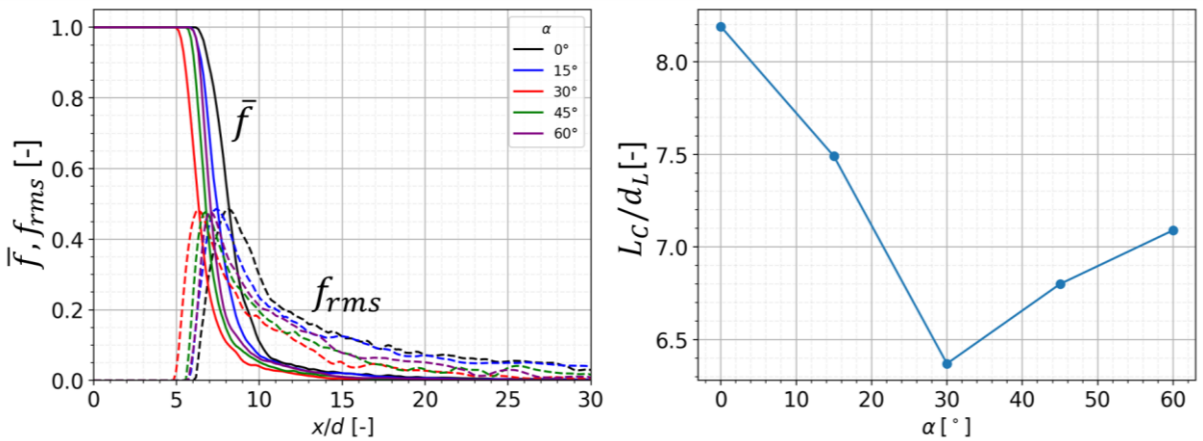 1.0
0.8
0.6
0.4
0.2
0.0
f̄, f_rms [-]
0 5 10 15 20 25 30
x/d [-]
α
0°
15°
30°
45°
60°
f̄
f_rms
8.0
7.5
7.0
6.5
L_C/d_L [-]
0 10 20 30 40 50 60
α [°]